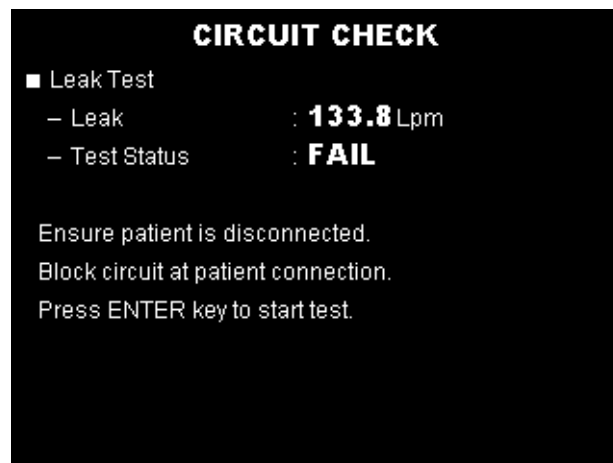 CIRCUIT CHECK
■ Leak Test
– Leak : 133.8 Lpm
– Test Status : FAIL
Ensure patient is disconnected.
Block circuit at patient connection.
Press ENTER key to start test.